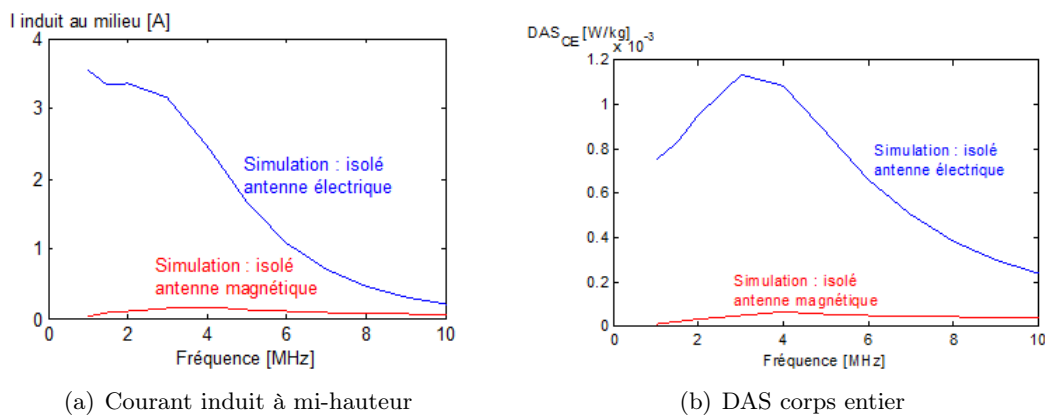 I induit au milieu [A]
4
3
2
1
0
Simulation : isolé
antenne électrique
Simulation : isolé
antenne magnétique
0 2 4 6 8 10
Fréquence [MHz]
(a) Courant induit à mi-hauteur
DAS_CE [W/kg]
x 10^-3
1.2
1
0.8
0.6
0.4
0.2
0
Simulation : isolé
antenne électrique
Simulation : isolé
antenne magnétique
0 2 4 6 8 10
Fréquence [MHz]
(b) DAS corps entier